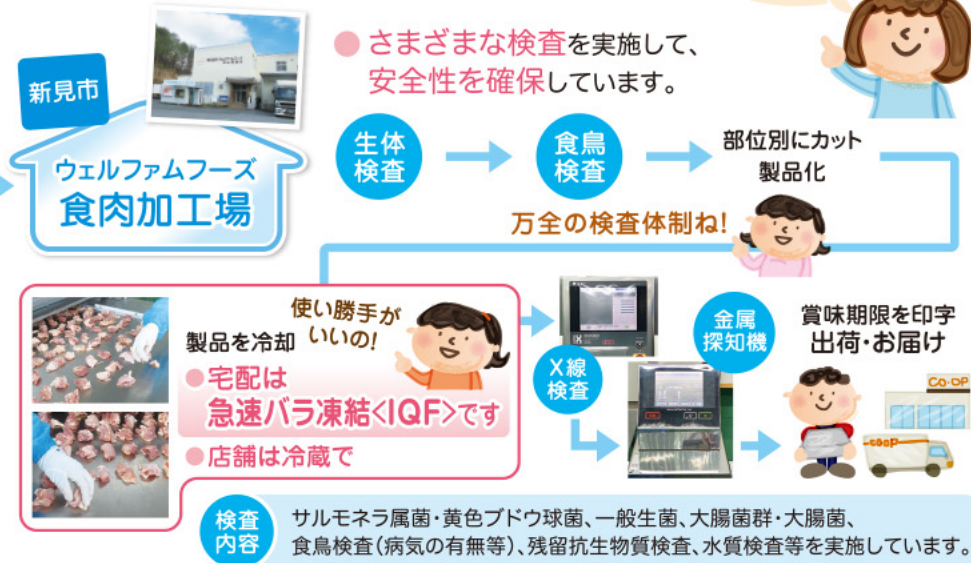 ● さまざまな検査を実施して、
安全性を確保しています。
新見市
ウェルファムフーズ
食肉加工場
生体
検査
食鳥
検査
部位別にカット
製品化
万全の検査体制ね!
使い勝手が
いいの!
製品を冷却
●宅配は
急速バラ凍結<IQF>です
●店舗は冷蔵で
X線
検査
金属
探知機
賞味期限を印字
出荷・お届け
CO・OP
coop
検査
内容
サルモネラ属菌・黄色ブドウ球菌、一般生菌、大腸菌群・大腸菌、
食鳥検査(病気の有無等)、残留抗生物質検査、水質検査等を実施しています。